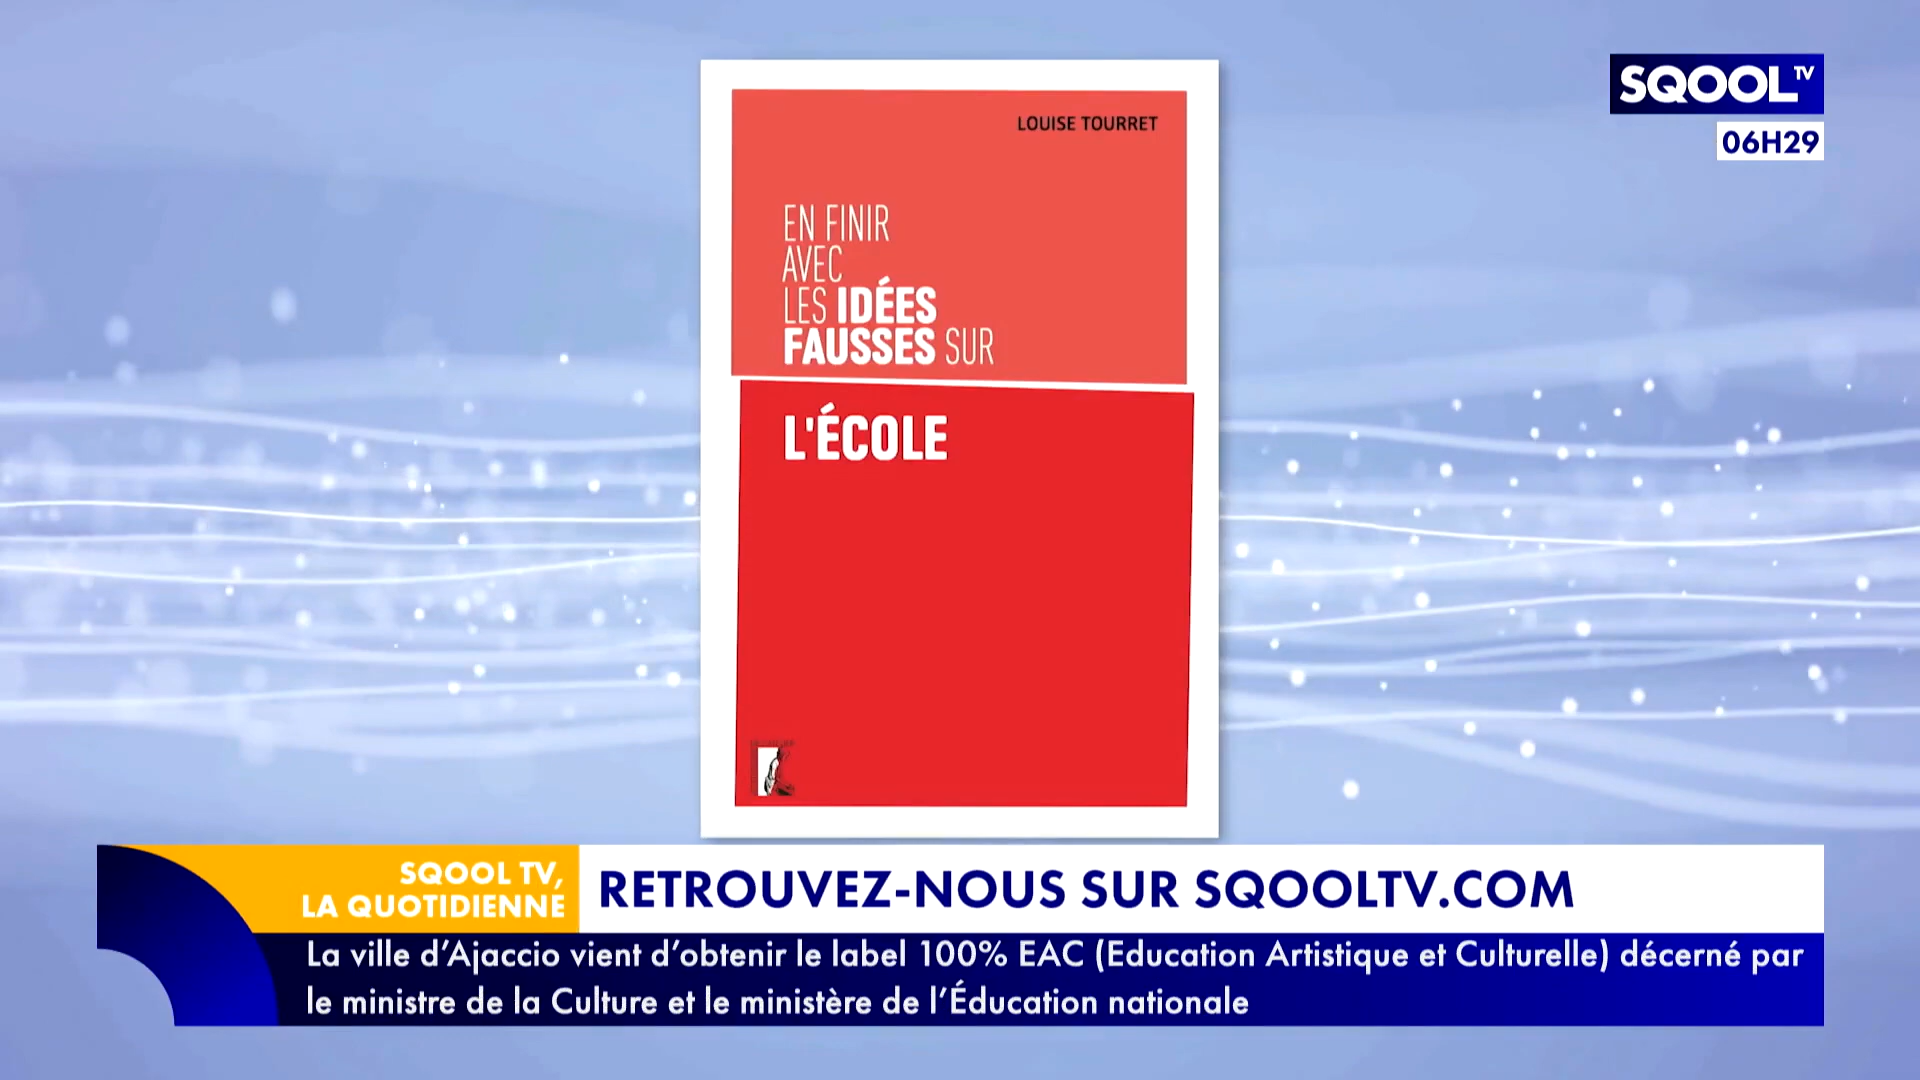 SQOOL TV
06H29
LOUISE TOURRET
EN FINIR
AVEC
LES IDÉES
FAUSSES SUR
L'ÉCOLE
SQOOL TV,
LA QUOTIDIENNE
RETROUVEZ-NOUS SUR SQOOLTV.COM
La ville d’Ajaccio vient d’obtenir le label 100% EAC (Education Artistique et Culturelle) décerné par
le ministre de la Culture et le ministère de l’Éducation nationale